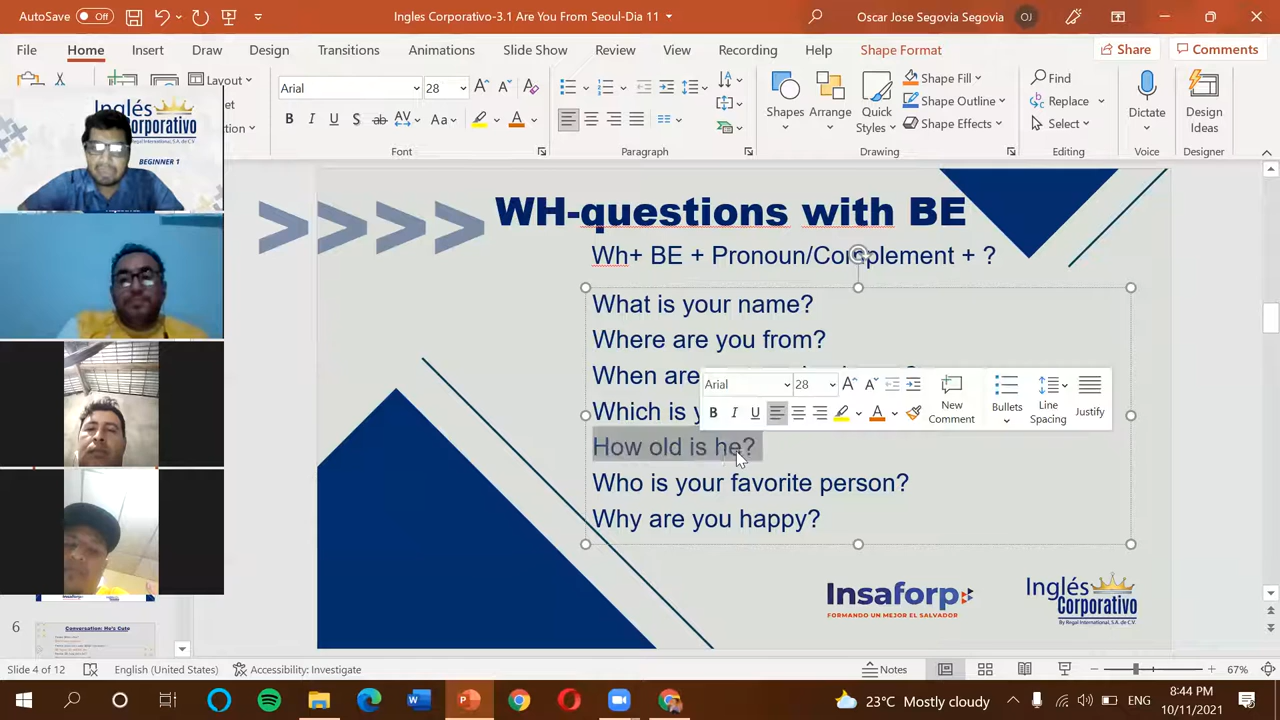 AutoSave Off
Ingles Corporativo-3.1 Are You From Seoul-Dia 11
Oscar Jose Segovia Segovia
OJ
File Home Insert Draw Design Transitions Animations Slide Show Review View Recording Help Shape Format
Share
Comments
Layout
Arial
28
Font
Paragraph
Shapes
Arrange
Quick
Styles
Shape Fill
Shape Outline
Shape Effects
Drawing
Find
Replace
Select
Editing
Dictate
Voice
Design
Ideas
Designer
Inglés
Corporativo
By Regal International, S.A. de C.V.
BEGINNER 1
WH-questions with BE
Wh+ BE + Pronoun/Complement + ?
What is your name?
Where are you from?
When are
Which is
How old is he?
Who is your favorite person?
Why are you happy?
Arial
28
New
Comment
Bullets
Line
Spacing
Justify
Insaforp
FORMANDO UN MEJOR EL SALVADOR
Inglés
Corporativo
By Regal International, S.A. de C.V.
6
Conversation: He's Cute
Slide 4 of 12
English (United States)
Accessibility: Investigate
Notes
67%
23°C Mostly cloudy
ENG
8:44 PM
10/11/2021